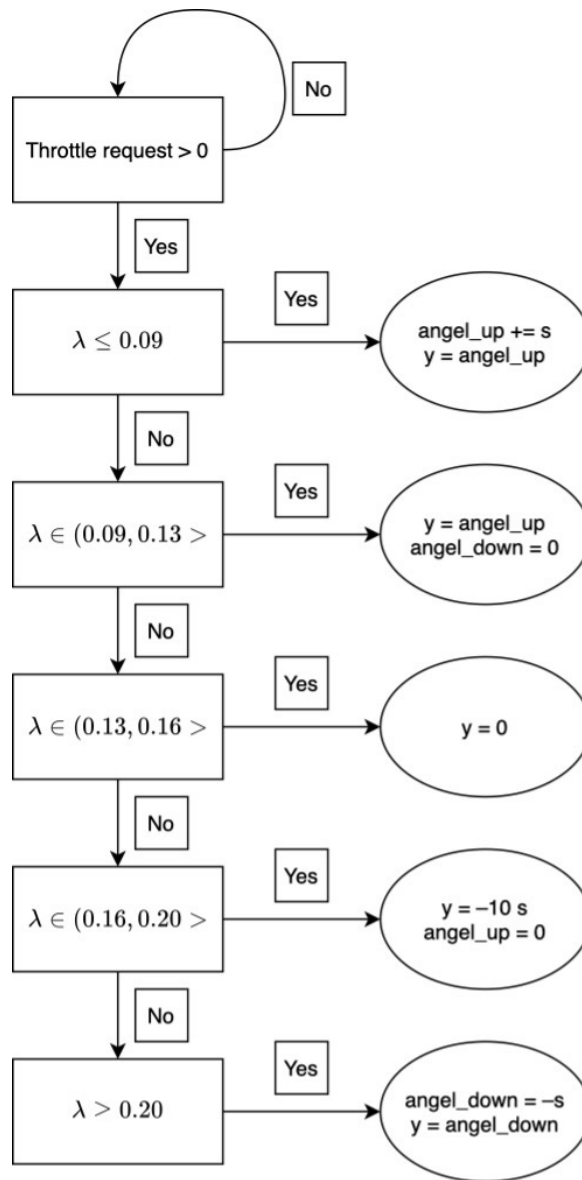 No
Throttle request > 0
Yes
Yes
λ ≤ 0.09
angel_up += s
y = angel_up
No
Yes
λ ∈ (0.09, 0.13 >
y = angel_up
angel_down = 0
No
Yes
λ ∈ (0.13, 0.16 >
y = 0
No
Yes
λ ∈ (0.16, 0.20 >
y = –10 s
angel_up = 0
No
Yes
λ > 0.20
angel_down = –s
y = angel_down